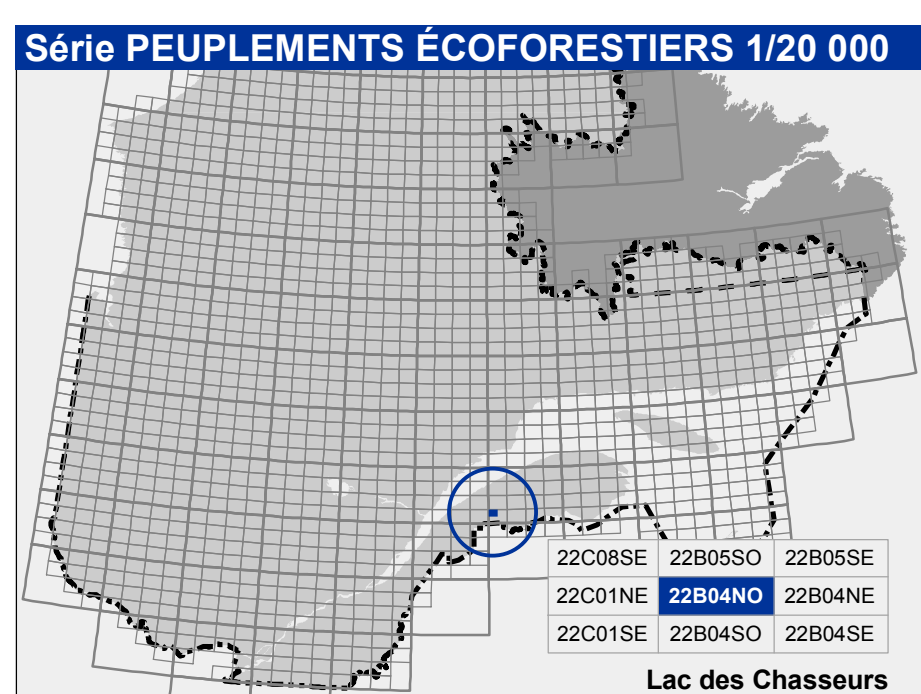 Série PEUPLEMENTS ÉCOFORESTIERS 1/20 000
22C08SE 22B05SO 22B05SE
22C01NE 22B04NO 22B04NE
22C01SE 22B04SO 22B04SE
Lac des Chasseurs